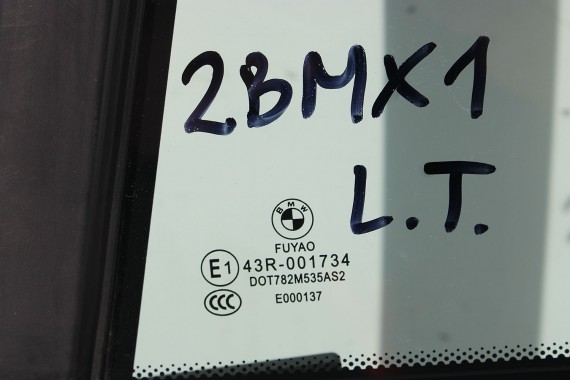 2BMX1
L.T.
BMW
FUYAO
E1 43R-001734
DOT782M535AS2
CCC E000137